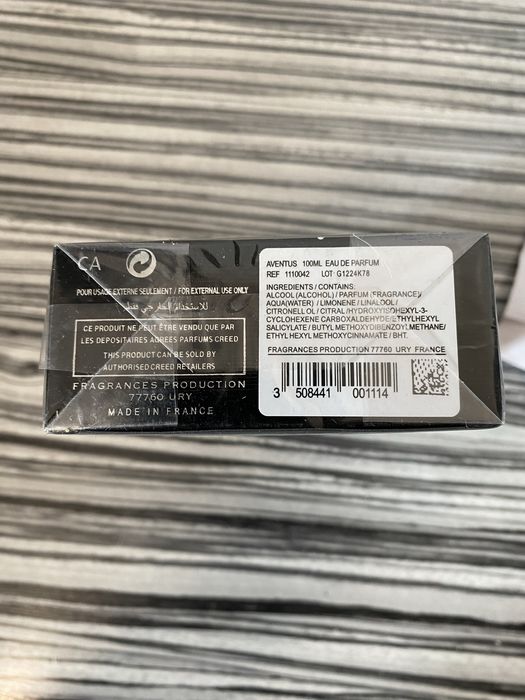 CA
POUR USAGE EXTERNE SEULEMENT / FOR EXTERNAL USE ONLY
للاستخدام الخارجي فقط
CE PRODUIT NE PEUT ÊTRE VENDU QUE PAR
LES DEPOSITAIRES AGRÉES PARFUMS CREED
THIS PRODUCT CAN BE SOLD BY
AUTHORISED CREED RETAILERS
FRAGRANCES PRODUCTION
77760 URY
MADE IN FRANCE
AVENTUS 100ML EAU DE PARFUM
REF 1110042 LOT G1224K78
INGREDIENTS / CONTAINS:
ALCOOL (ALCOHOL) / PARFUM (FRAGRANCE)/
AQUA(WATER) / LIMONENE / LINALOOL/
CITRONELLOL / CITRAL /HYDROXYISOHEXYL-3-
CYCLOHEXENE CARBOXALDEHYDE/ETHYLHEXYL
SALICYLATE / BUTYL METHOXYDIBENZOYLMETHANE/
ETHYL HEXYL METHOXYCINNAMATE / BHT.
FRAGRANCES PRODUCTION 77760 URY FRANCE
3 508441 001114